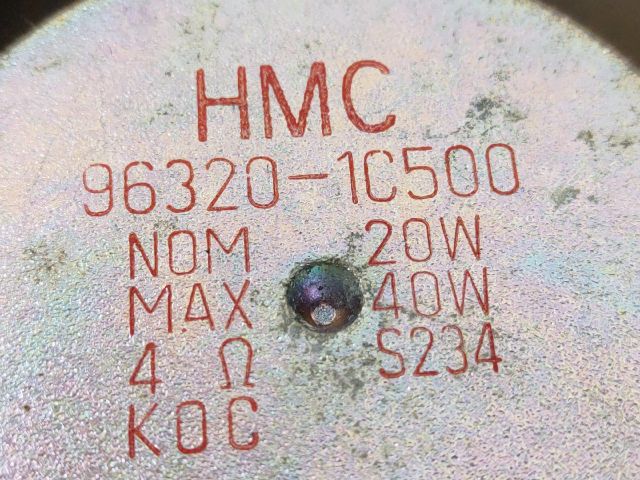 HMC
96320-1C500
NOM 20W
MAX 40W
4 Ω S234
KOC